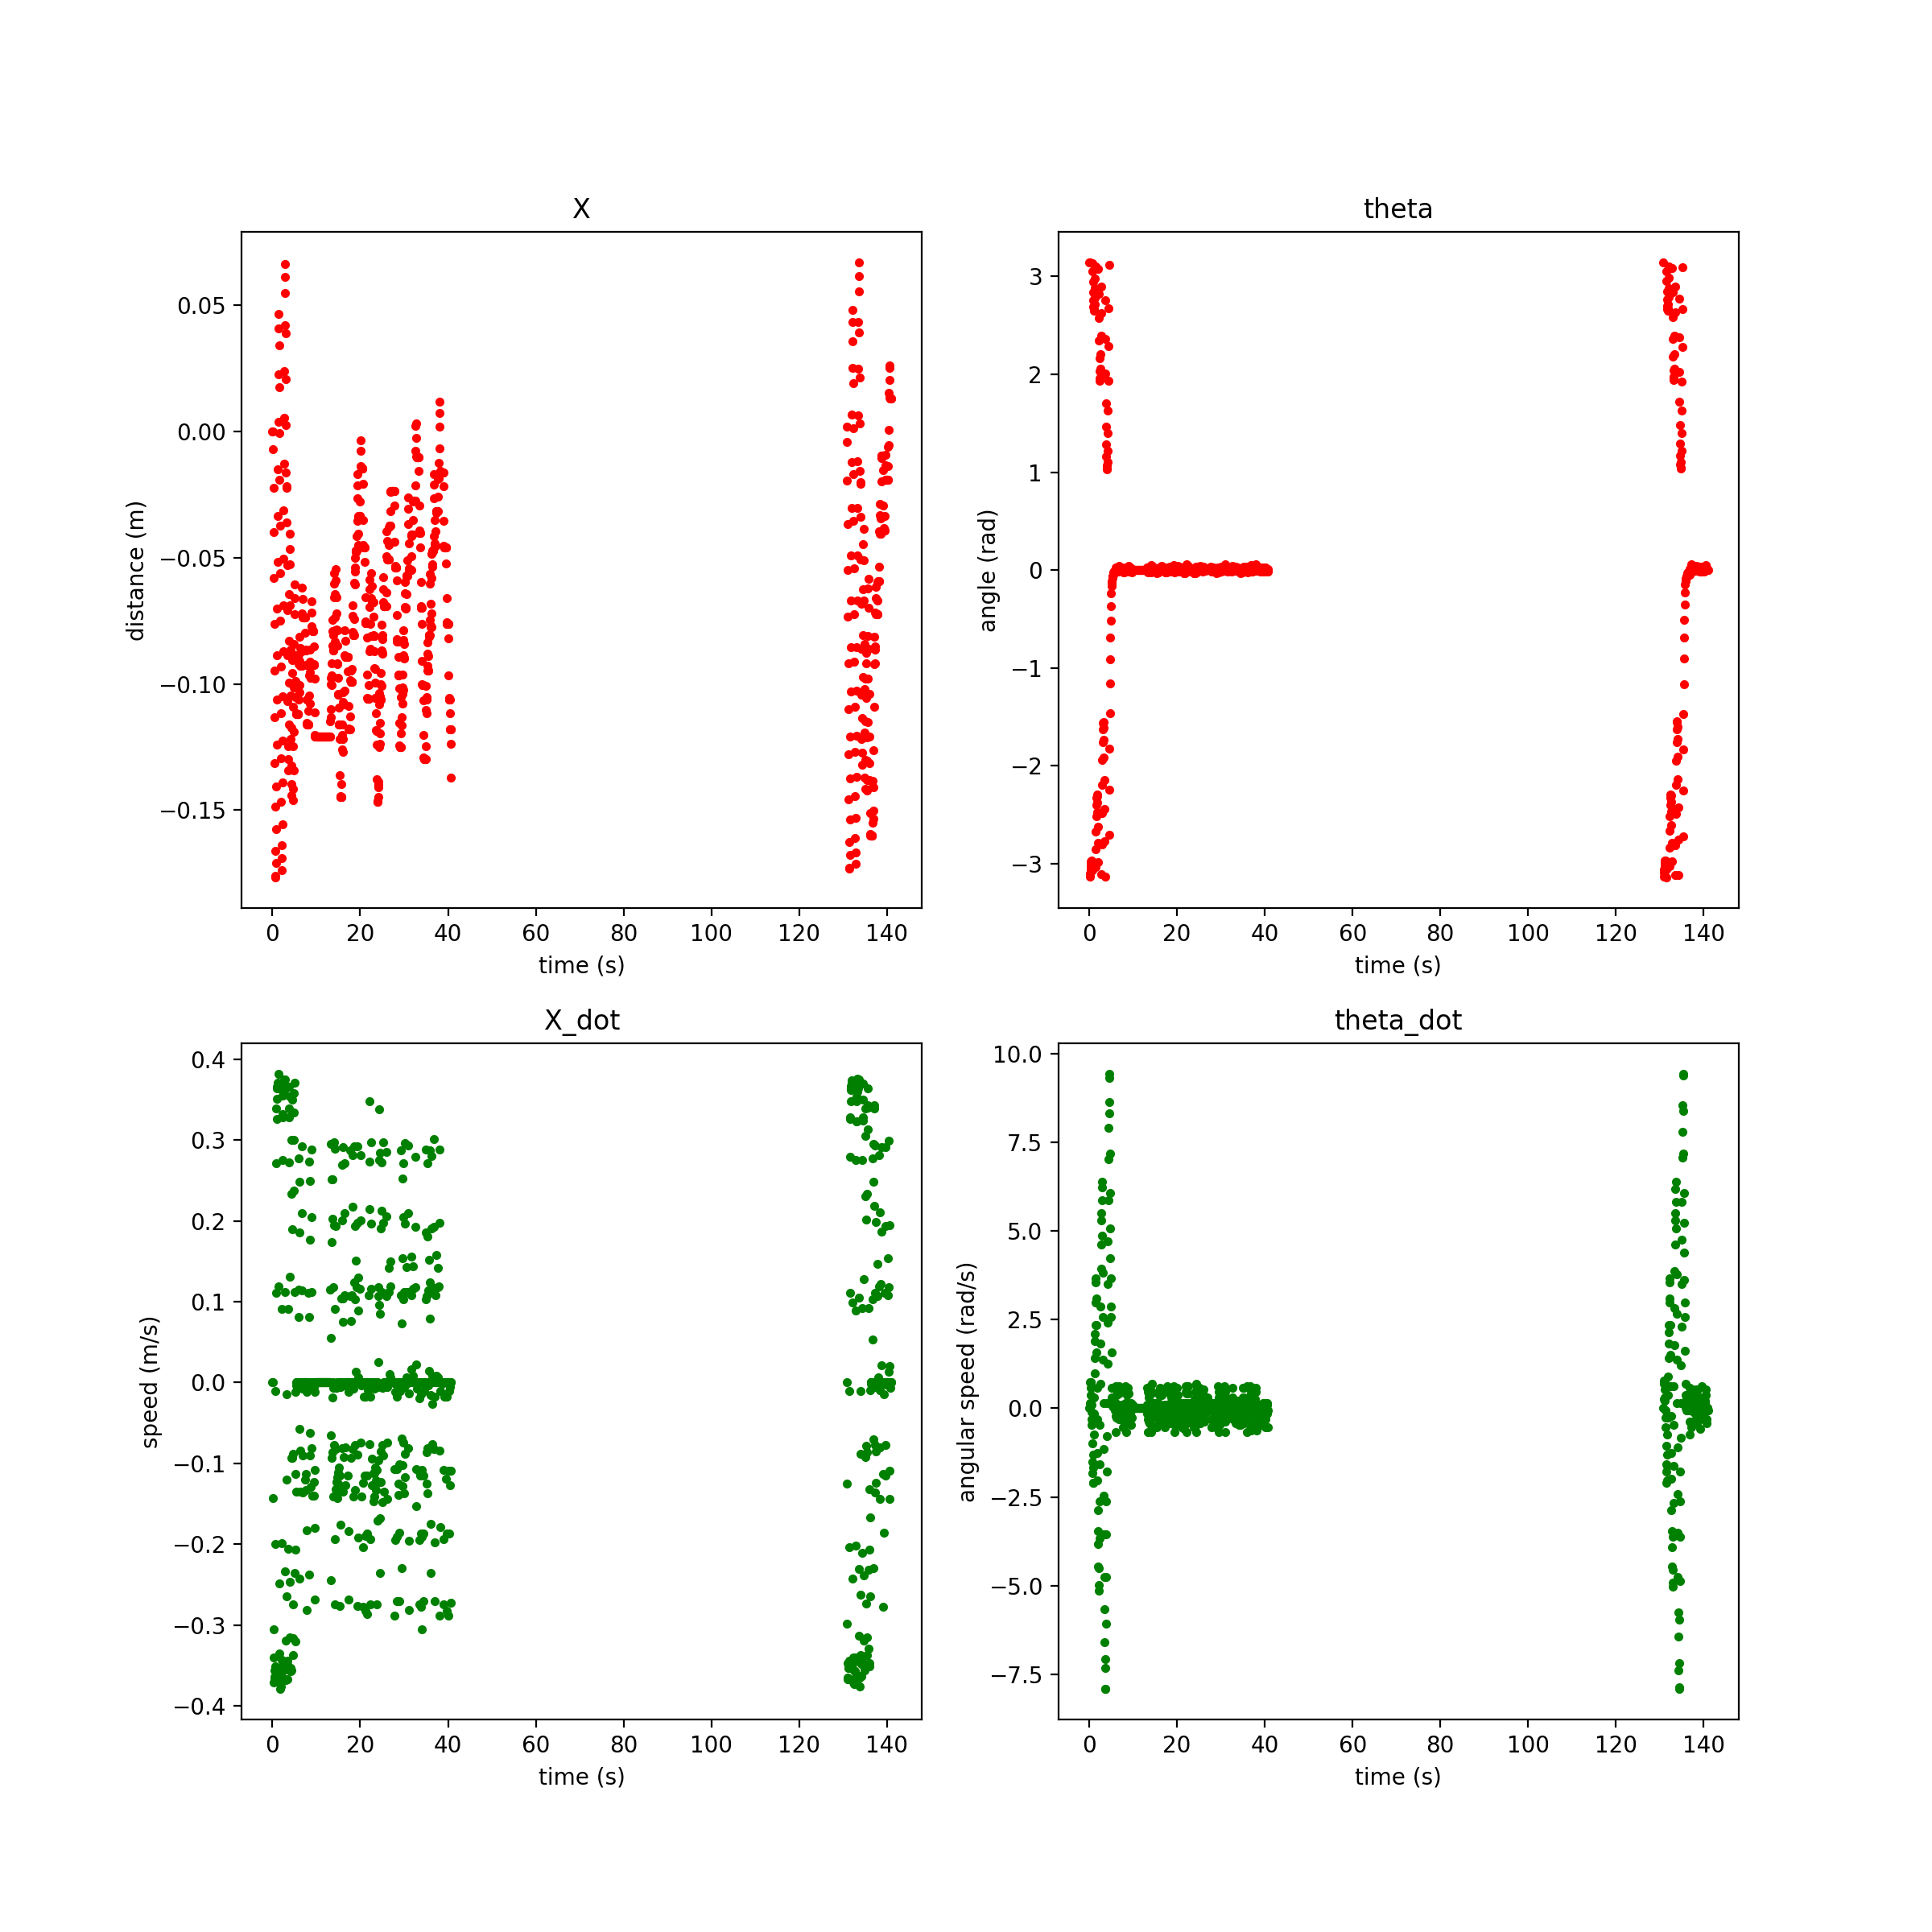 X
0.05
0.00
−0.05
−0.10
−0.15
distance (m)
0 20 40 60 80 100 120 140
time (s)
theta
3
2
1
0
−1
−2
−3
angle (rad)
0 20 40 60 80 100 120 140
time (s)
X_dot
0.4
0.3
0.2
0.1
0.0
−0.1
−0.2
−0.3
−0.4
speed (m/s)
0 20 40 60 80 100 120 140
time (s)
theta_dot
10.0
7.5
5.0
2.5
0.0
−2.5
−5.0
−7.5
angular speed (rad/s)
0 20 40 60 80 100 120 140
time (s)